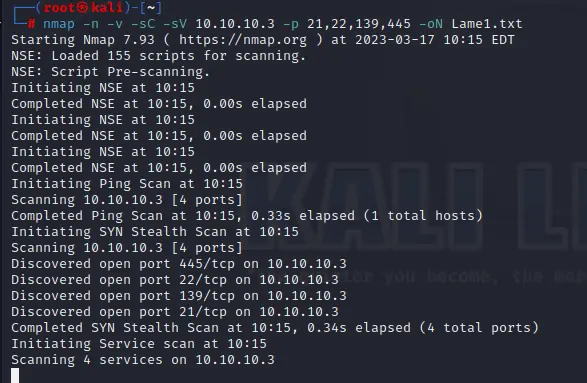 ┌──(root㉿kali)-[~]
└─# nmap -n -v -sC -sV 10.10.10.3 -p 21,22,139,445 -oN Lame1.txt
Starting Nmap 7.93 ( https://nmap.org ) at 2023-03-17 10:15 EDT
NSE: Loaded 155 scripts for scanning.
NSE: Script Pre-scanning.
Initiating NSE at 10:15
Completed NSE at 10:15, 0.00s elapsed
Initiating NSE at 10:15
Completed NSE at 10:15, 0.00s elapsed
Initiating NSE at 10:15
Completed NSE at 10:15, 0.00s elapsed
Initiating Ping Scan at 10:15
Scanning 10.10.10.3 [4 ports]
Completed Ping Scan at 10:15, 0.33s elapsed (1 total hosts)
Initiating SYN Stealth Scan at 10:15
Scanning 10.10.10.3 [4 ports]
Discovered open port 445/tcp on 10.10.10.3
Discovered open port 22/tcp on 10.10.10.3
Discovered open port 139/tcp on 10.10.10.3
Discovered open port 21/tcp on 10.10.10.3
Completed SYN Stealth Scan at 10:15, 0.34s elapsed (4 total ports)
Initiating Service scan at 10:15
Scanning 4 services on 10.10.10.3
KALI LI
you become, the mor